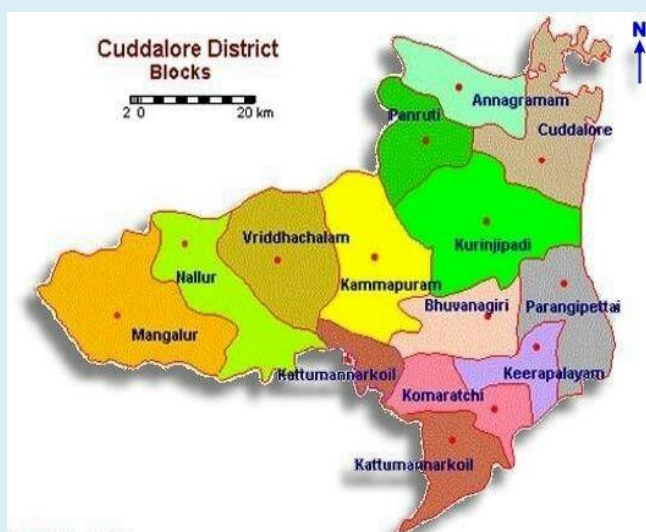 Cuddalore District
Blocks
2 0 20 km
N
Annagramam
Panruti
Cuddalore
Vriddhachalam
Kurinjipadi
Nallur
Kammapuram
Bhuvanagiri
Parangipettai
Mangalur
Kattumannarkoil
Keerapalayam
Komaratchi
Kattumannarkoil